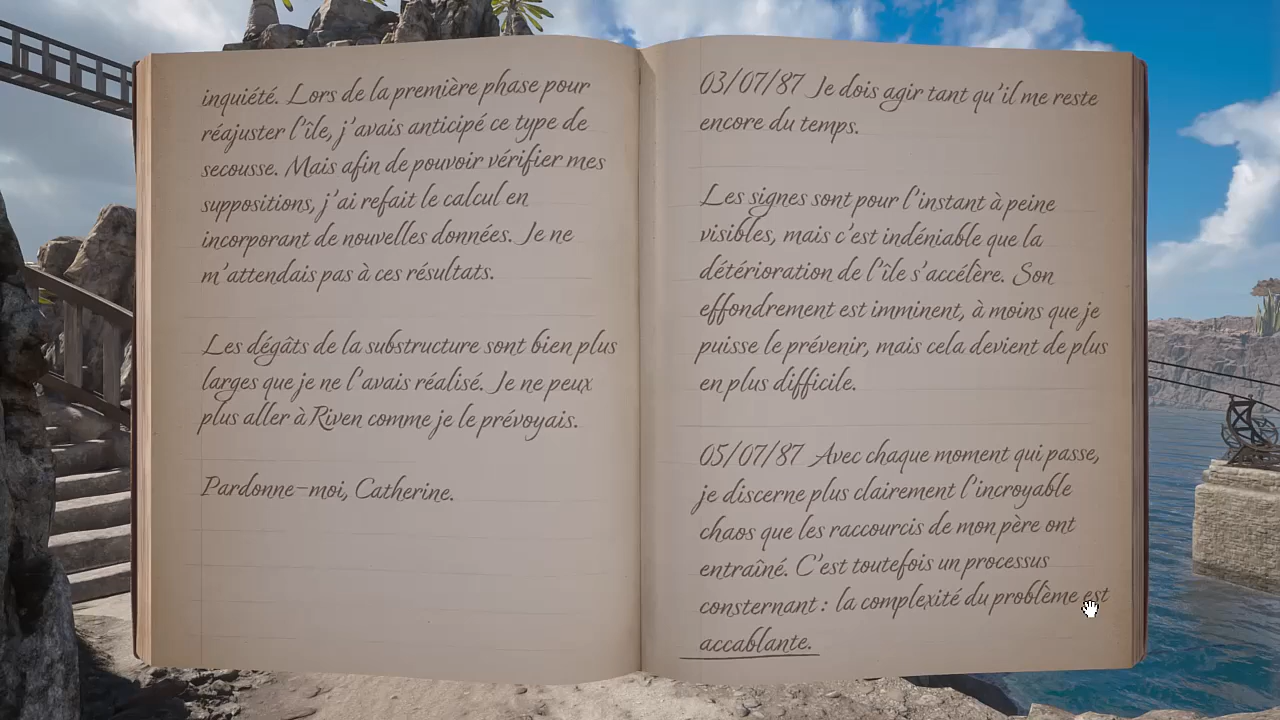 inquiété. Lors de la première phase pour
réajuster l'île, j'avais anticipé ce type de
secousse. Mais afin de pouvoir vérifier mes
suppositions, j'ai refait le calcul en
incorporant de nouvelles données. Je ne
m'attendais pas à ces résultats.
Les dégâts de la substructure sont bien plus
larges que je ne l'avais réalisé. Je ne peux
plus aller à Riven comme je le prévoyais.
Pardonne-moi, Catherine.
03/07/87 Je dois agir tant qu'il me reste
encore du temps.
Les signes sont pour l'instant à peine
visibles, mais c'est indéniable que la
détérioration de l'île s'accélère. Son
effondrement est imminent, à moins que je
puisse le prévenir, mais cela devient de plus
en plus difficile.
05/07/87 Avec chaque moment qui passe,
je discerne plus clairement l'incroyable
chaos que les raccourcis de mon père ont
entraîné. C'est toutefois un processus
consternant : la complexité du problème est
accablante.